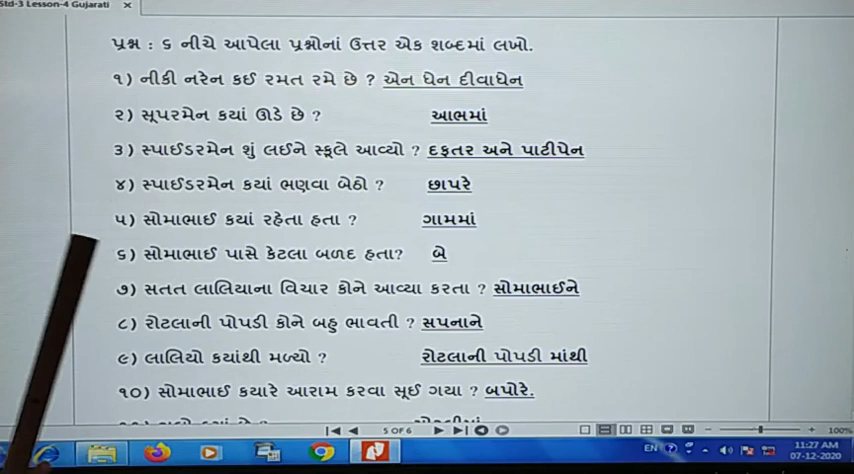 Std-3 Lesson-4 Gujarati ×
પ્રશ્ન : ૬ નીચે આપેલા પ્રશ્નોનાં ઉત્તર એક શબ્દમાં લખો.
૧) નીકી નરેન કઈ રમત રમે છે ? એન ઘેન દીવાઘેન
૨) સૂપરમેન કયાં ઊડે છે ? આભમાં
૩) સ્પાઈડરમેન શું લઈને સ્કૂલે આવ્યો ? દફતર અને પાટીપેન
૪) સ્પાઈડરમેન કયાં ભણવા બેઠો ? છાપરે
૫) સોમાભાઈ કયાં રહેતા હતા ? ગામમાં
૬) સોમાભાઈ પાસે કેટલા બળદ હતા? બે
૭) સતત લાલિયાના વિચાર કોને આવ્યા કરતા ? સોમાભાઈને
૮) રોટલાની પોપડી કોને બહુ ભાવતી ? સપનાને
૯) લાલિયો કયાંથી મળ્યો ? રોટલાની પોપડી માંથી
૧૦) સોમાભાઈ કયારે આરામ કરવા સૂઈ ગયા ? બપોરે.
5 OF 6 100%
EN 11:27 AM
07-12-2020